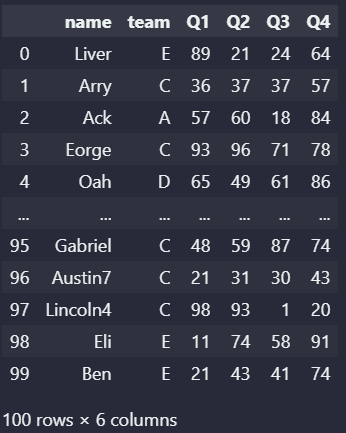 name team Q1 Q2 Q3 Q4
0 Liver E 89 21 24 64
1 Arry C 36 37 37 57
2 Ack A 57 60 18 84
3 Eorge C 93 96 71 78
4 Oah D 65 49 61 86
... ... ... ... ... ... ...
95 Gabriel C 48 59 87 74
96 Austin7 C 21 31 30 43
97 Lincoln4 C 98 93 1 20
98 Eli E 11 74 58 91
99 Ben E 21 43 41 74
100 rows × 6 columns